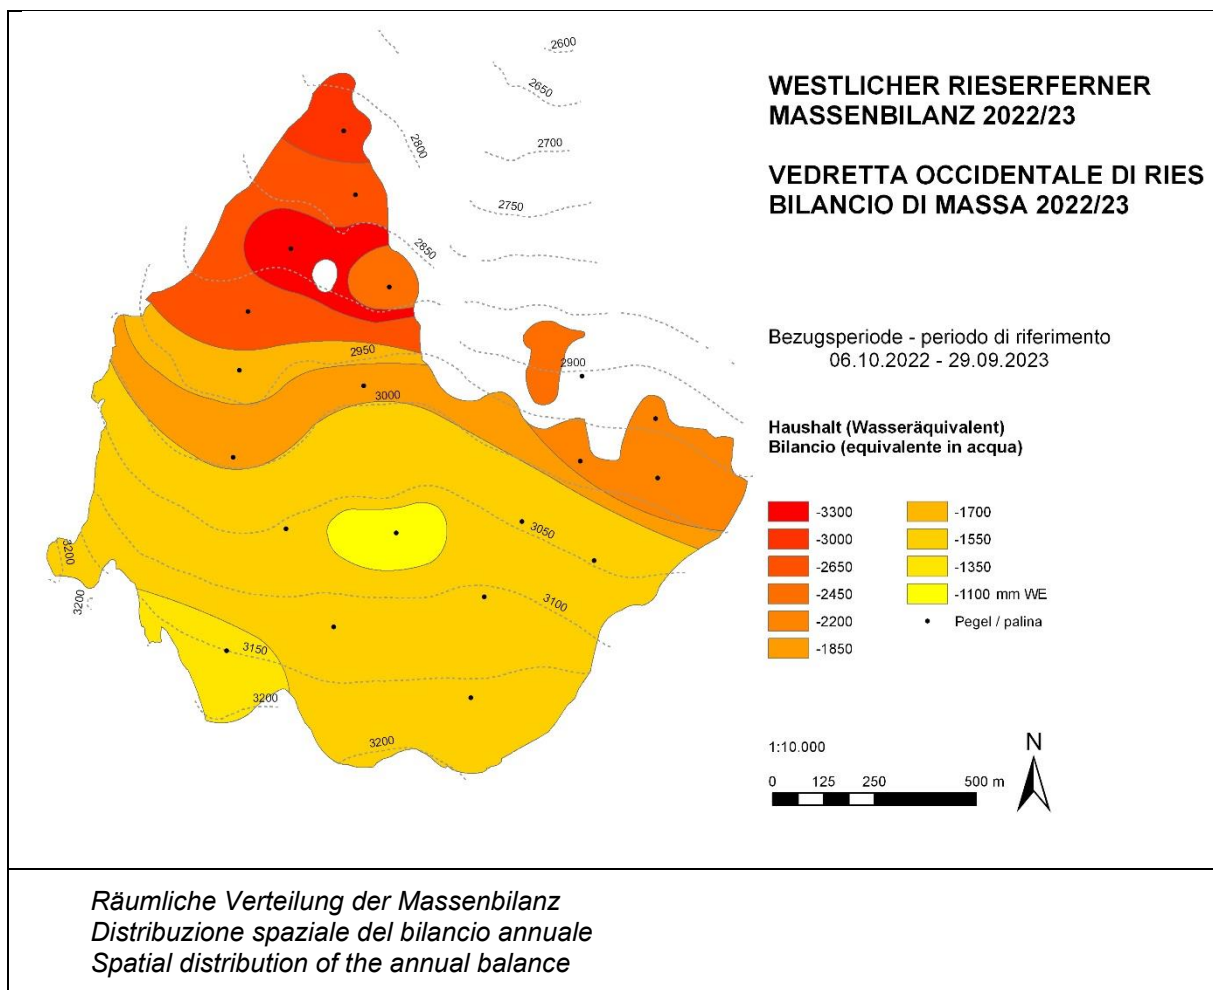 2600
2650
2700
2750
2800
2850
2900
2950
3000
3050
3100
3150
3200
3200
3200
3200
WESTLICHER RIESERFERNER
MASSENBILANZ 2022/23
VEDRETTA OCCIDENTALE DI RIES
BILANCIO DI MASSA 2022/23
Bezugsperiode - periodo di riferimento
06.10.2022 - 29.09.2023
Haushalt (Wasseräquivalent)
Bilancio (equivalente in acqua)
-3300
-3000
-2650
-2450
-2200
-1850
-1700
-1550
-1350
-1100 mm WE
Pegel / palina
1:10.000
0 125 250 500 m
N
Räumliche Verteilung der Massenbilanz
Distribuzione spaziale del bilancio annuale
Spatial distribution of the annual balance